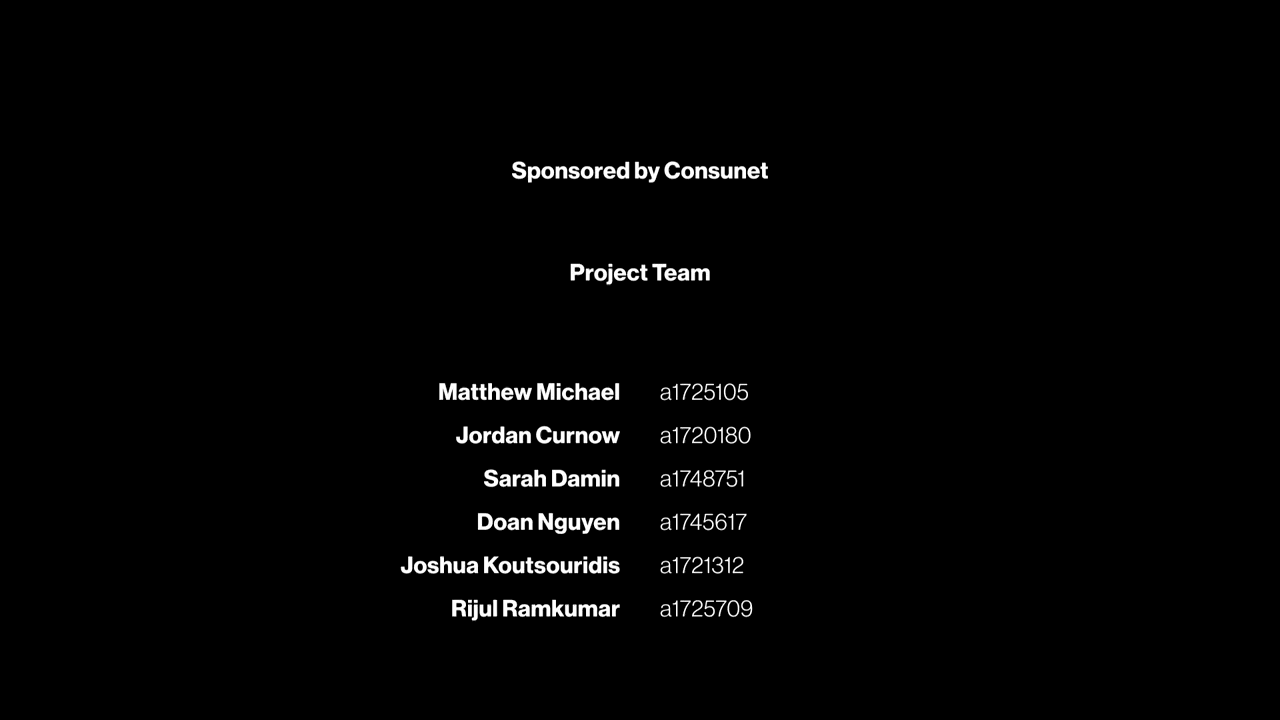 Sponsored by Consunet
Project Team
Matthew Michael a1725105
Jordan Curnow a1720180
Sarah Damin a1748751
Doan Nguyen a1745617
Joshua Koutsouridis a1721312
Rijul Ramkumar a1725709